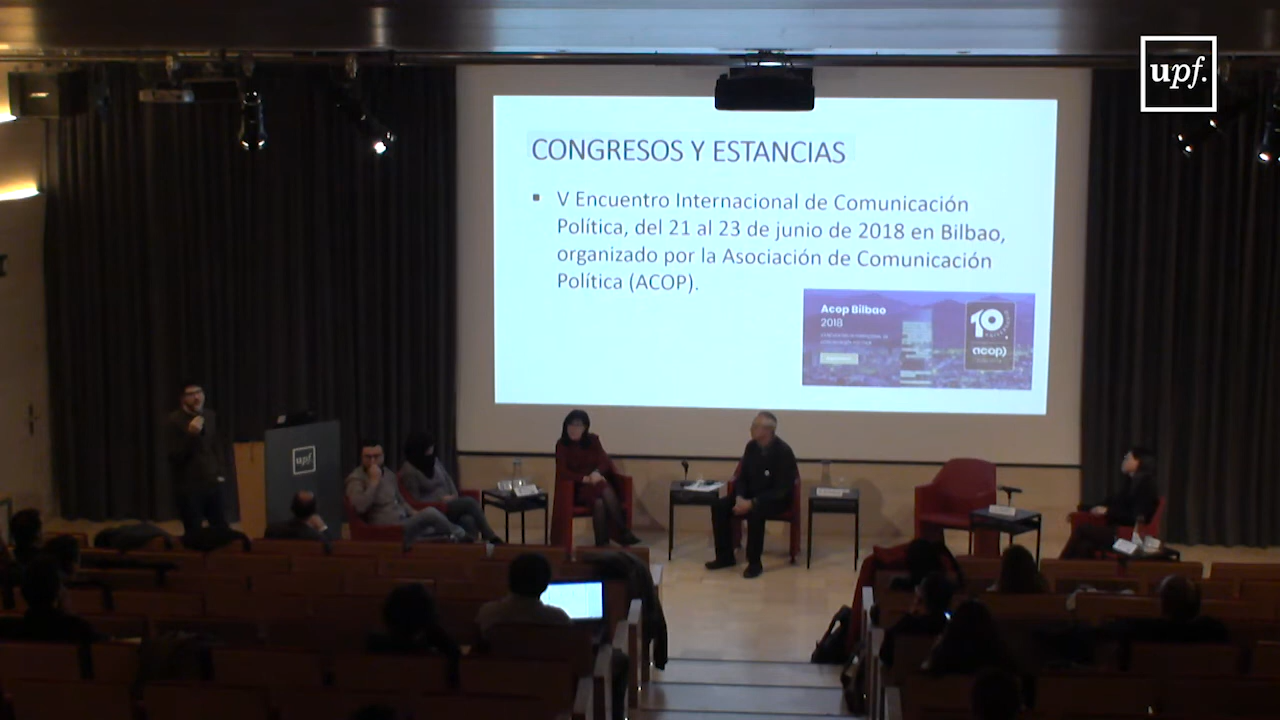 upf.
CONGRESOS Y ESTANCIAS
V Encuentro Internacional de Comunicación
Política, del 21 al 23 de junio de 2018 en Bilbao,
organizado por la Asociación de Comunicación
Política (ACOP).
Acop Bilbao
2018
10
acop)
upf.